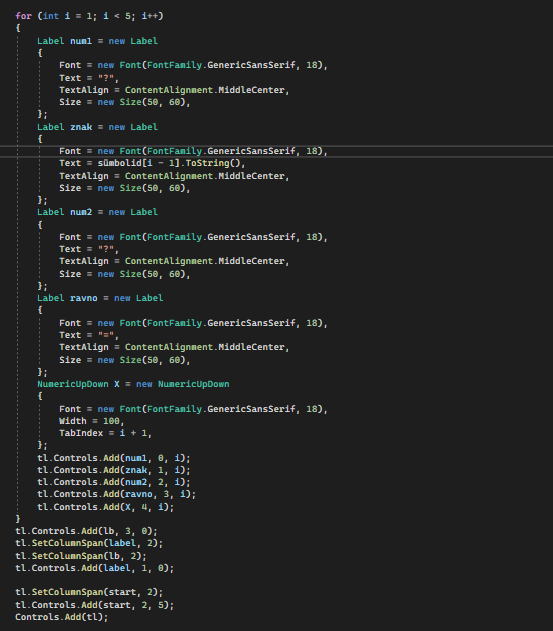 for (int i = 1; i < 5; i++)
{
    Label num1 = new Label
    {
        Font = new Font(FontFamily.GenericSansSerif, 18),
        Text = "?",
        TextAlign = ContentAlignment.MiddleCenter,
        Size = new Size(50, 60),
    };
    Label znak = new Label
    {
        Font = new Font(FontFamily.GenericSansSerif, 18),
        Text = sümbolid[i - 1].ToString(),
        TextAlign = ContentAlignment.MiddleCenter,
        Size = new Size(50, 60),
    };
    Label num2 = new Label
    {
        Font = new Font(FontFamily.GenericSansSerif, 18),
        Text = "?",
        TextAlign = ContentAlignment.MiddleCenter,
        Size = new Size(50, 60),
    };
    Label ravno = new Label
    {
        Font = new Font(FontFamily.GenericSansSerif, 18),
        Text = "=",
        TextAlign = ContentAlignment.MiddleCenter,
        Size = new Size(50, 60),
    };
    NumericUpDown X = new NumericUpDown
    {
        Font = new Font(FontFamily.GenericSansSerif, 18),
        Width = 100,
        TabIndex = i + 1,
    };
    tl.Controls.Add(num1, 0, i);
    tl.Controls.Add(znak, 1, i);
    tl.Controls.Add(num2, 2, i);
    tl.Controls.Add(ravno, 3, i);
    tl.Controls.Add(X, 4, i);
}
tl.Controls.Add(lb, 3, 0);
tl.SetColumnSpan(label, 2);
tl.SetColumnSpan(lb, 2);
tl.Controls.Add(label, 1, 0);

tl.SetColumnSpan(start, 2);
tl.Controls.Add(start, 2, 5);
Controls.Add(tl);